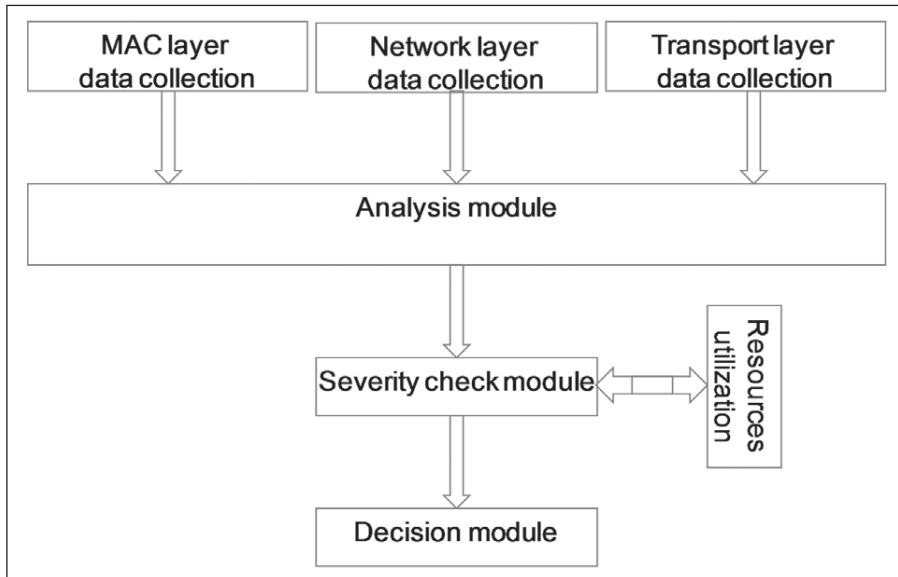 MAC layer
data collection
Network layer
data collection
Transport layer
data collection
Analysis module
Severity check module
Resources
utilization
Decision module